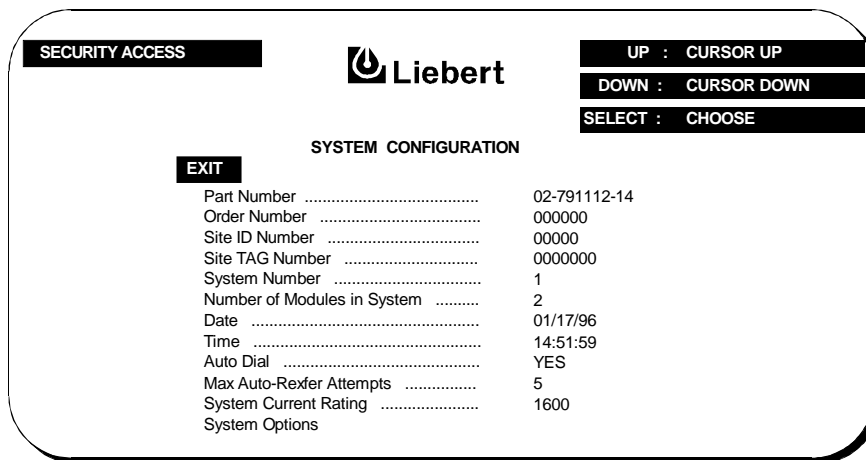 SECURITY ACCESS
Liebert
UP : CURSOR UP
DOWN : CURSOR DOWN
SELECT : CHOOSE
SYSTEM CONFIGURATION
EXIT
Part Number ....................................... 02-791112-14
Order Number .................................... 000000
Site ID Number .................................. 00000
Site TAG Number .............................. 0000000
System Number ................................. 1
Number of Modules in System .......... 2
Date ................................................... 01/17/96
Time ................................................... 14:51:59
Auto Dial ............................................ YES
Max Auto-Rexfer Attempts ................ 5
System Current Rating ...................... 1600
System Options